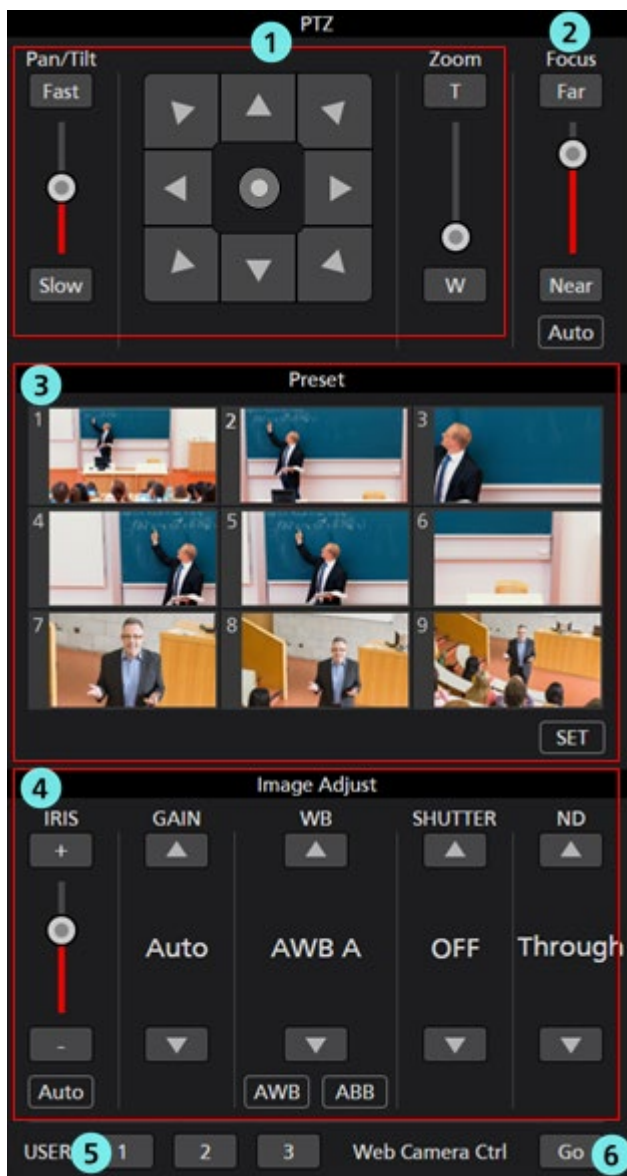 PTZ
1
2
Pan/Tilt
Zoom
Focus
Fast
T
Far
Slow
W
Near
Auto
3
Preset
1
2
3
4
5
6
7
8
9
SET
4
Image Adjust
IRIS
GAIN
WB
SHUTTER
ND
+
Auto
AWB A
OFF
Through
-
Auto
AWB
ABB
USER
5
1
2
3
Web Camera Ctrl
Go
6